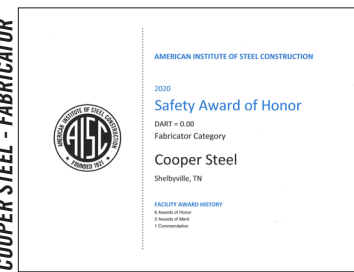 COOPER STEEL - FABRICATOR
AMERICAN INSTITUTE OF STEEL CONSTRUCTION
2020
Safety Award of Honor
DART = 0.00
Fabricator Category
Cooper Steel
Shelbyville, TN
FACILITY AWARD HISTORY
6 Awards of Honor
2 Awards of Merit
1 Commendation
AMERICAN INSTITUTE OF STEEL CONSTRUCTION
AISC
FOUNDED 1921